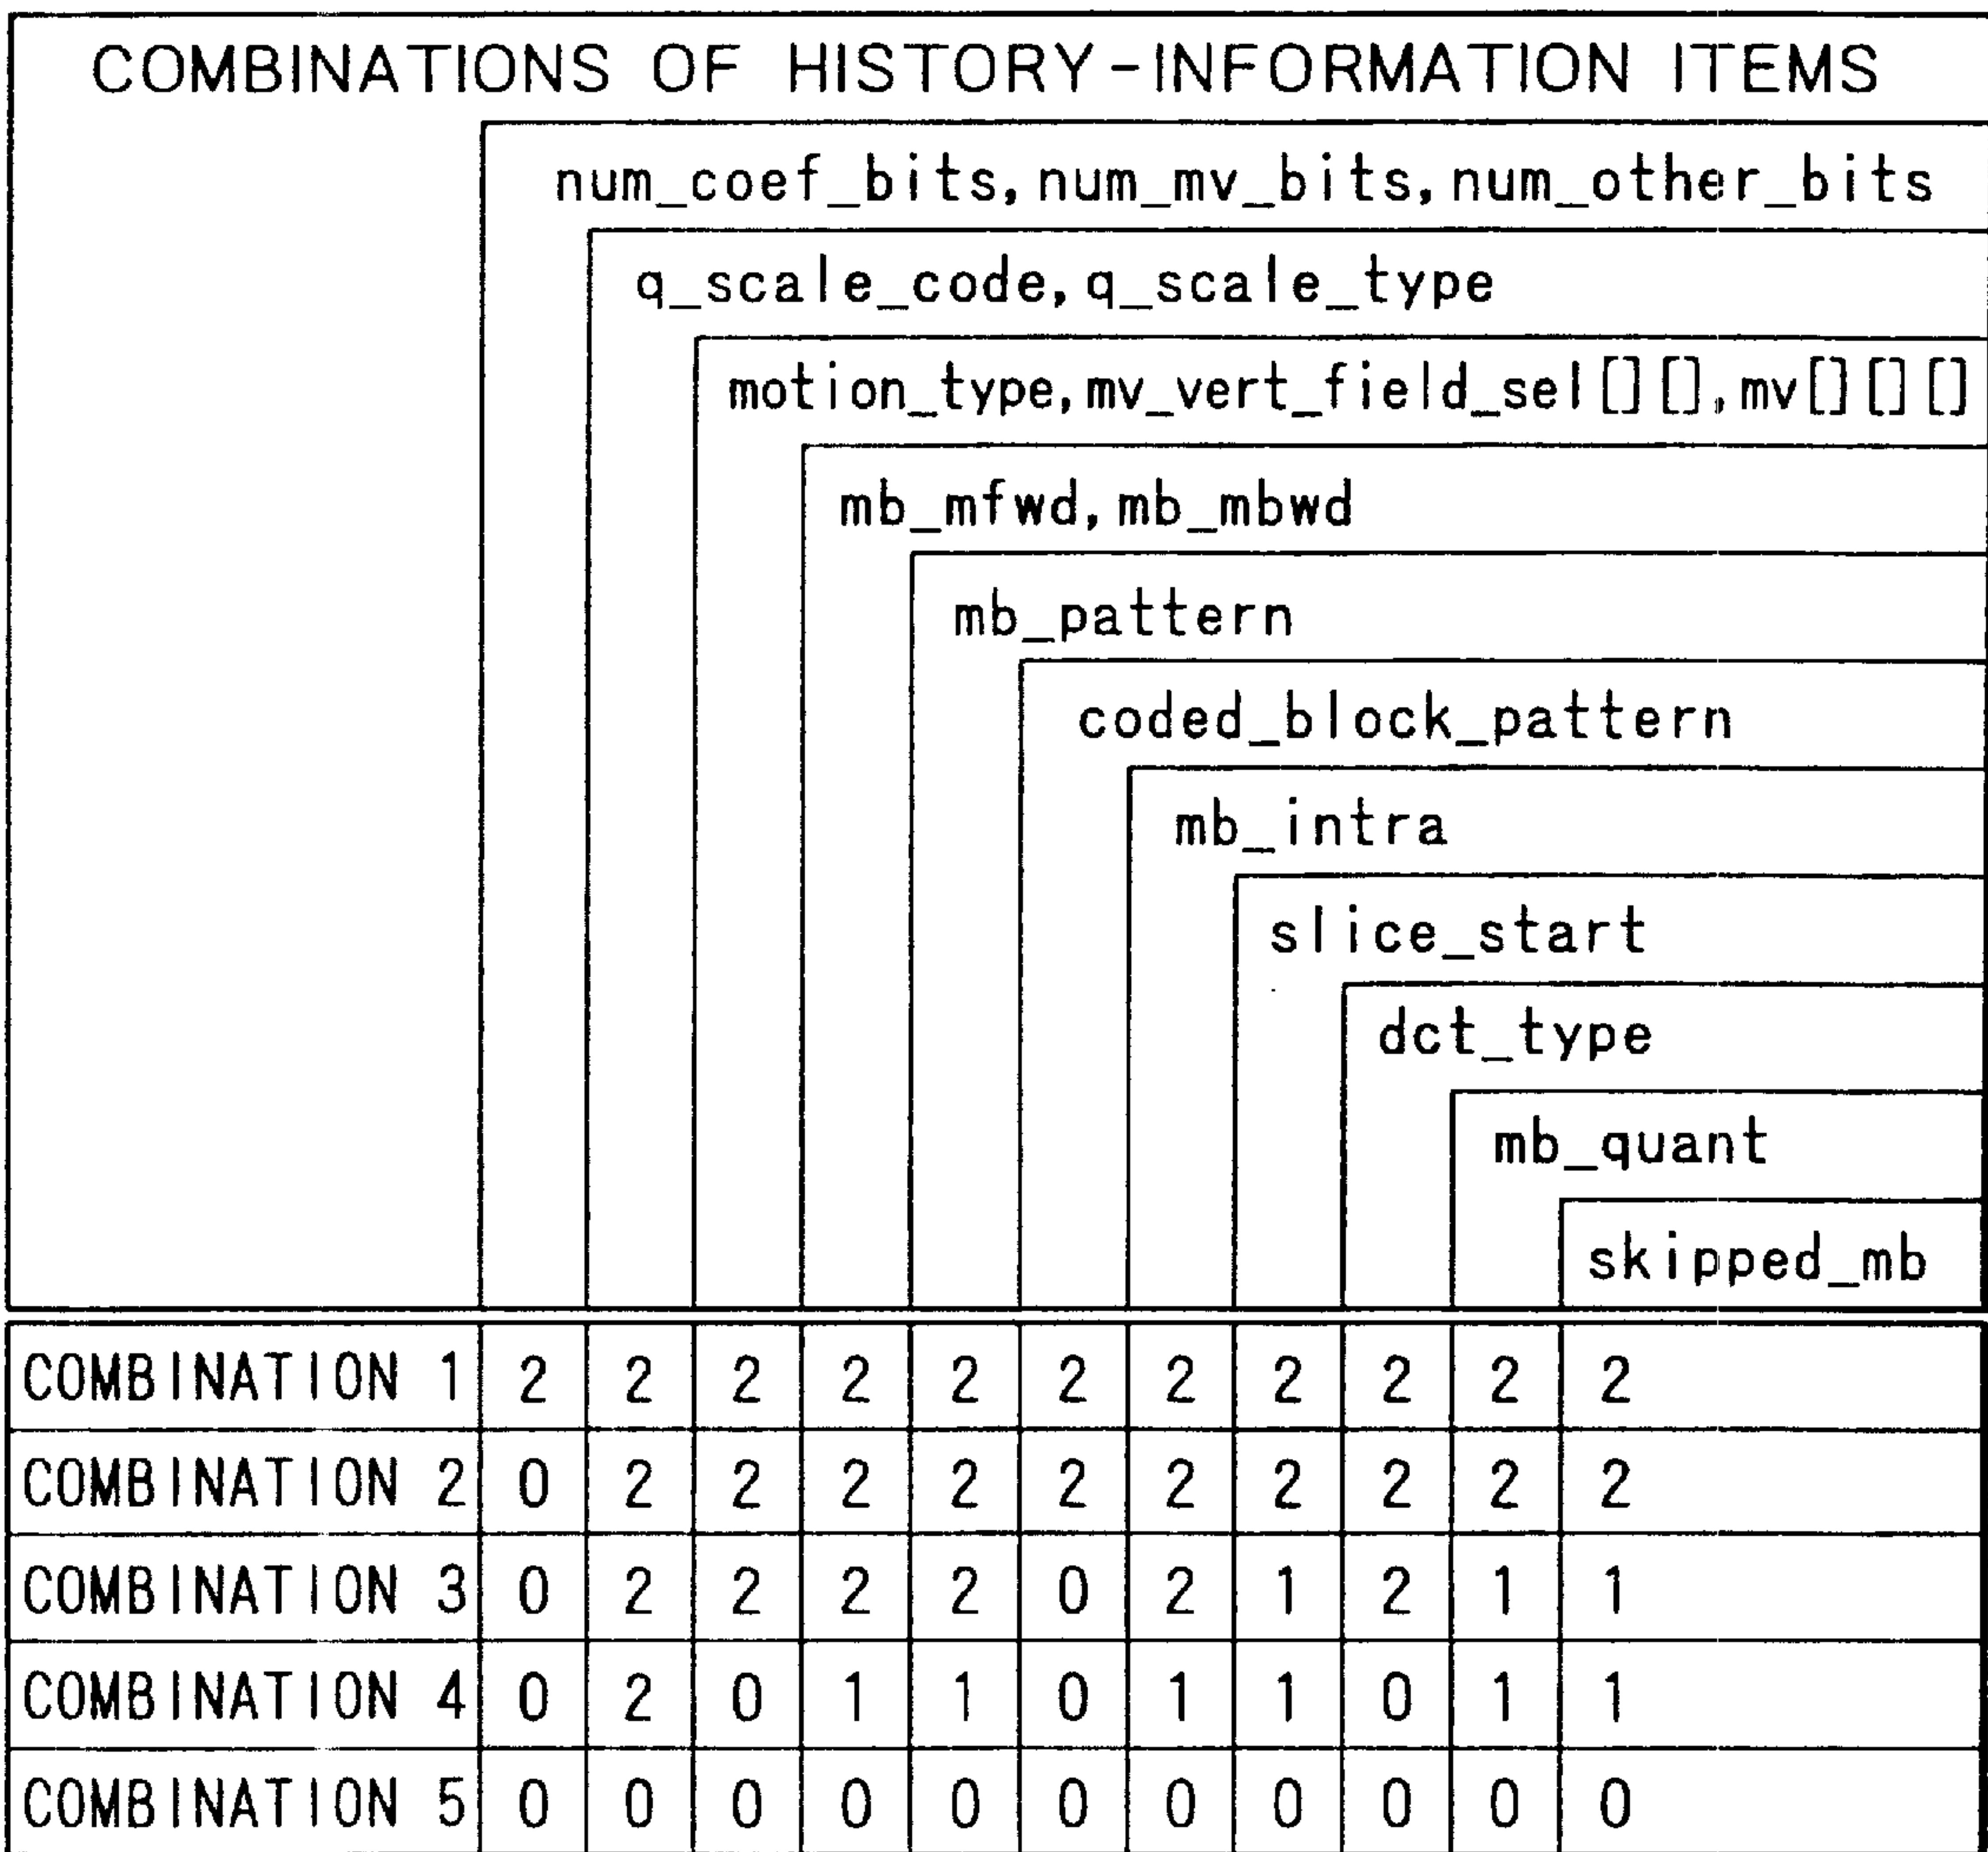 COMBINATIONS OF HISTORY-INFORMATION ITEMS
num_coef_bits,num_mv_bits,num_other_bits
q_scale_code,q_scale_type
motion_type,mv_vert_field_sel[][],mv[][][]
mb_mfwd,mb_mbwd
mb_pattern
coded_block_pattern
mb_intra
slice_start
dct_type
mb_quant
skipped_mb
COMBINATION 1 2 2 2 2 2 2 2 2 2 2 2
COMBINATION 2 0 2 2 2 2 2 2 2 2 2 2
COMBINATION 3 0 2 2 2 2 0 2 1 2 1 1
COMBINATION 4 0 2 0 1 1 0 1 1 0 1 1
COMBINATION 5 0 0 0 0 0 0 0 0 0 0 0